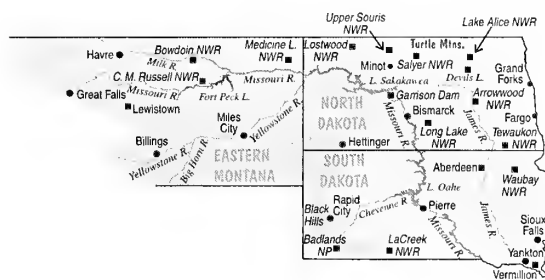 Upper Souris
NWR
Lake Alice NWR
Havre
Bowdoin NWR
Medicine L.
NWR
Lostwood
NWR
Turtle Mtns.
Milk R.
Minot
Salyer NWR
Grand
Forks
C. M. Russell NWR
Missouri R.
L. Sakakawea
Devils L.
Great Falls
Missouri R.
Fort Peck L.
Garrison Dam
Arrowwood
NWR
Lewistown
Bismarck
James R.
Fargo
Miles
City
Yellowstone R.
NORTH
DAKOTA
Missouri R.
Long Lake
NWR
Tewaukon
NWR
Billings
Hettinger
Yellowstone R.
Big Horn R.
EASTERN
MONTANA
SOUTH
DAKOTA
Aberdeen
Waubay
NWR
L. Oahe
Rapid
City
Black
Hills
Cheyenne R.
Pierre
James R.
Sioux
Falls
Missouri R.
Badlands
NP
LaCreek
NWR
Yankton
Vermillion